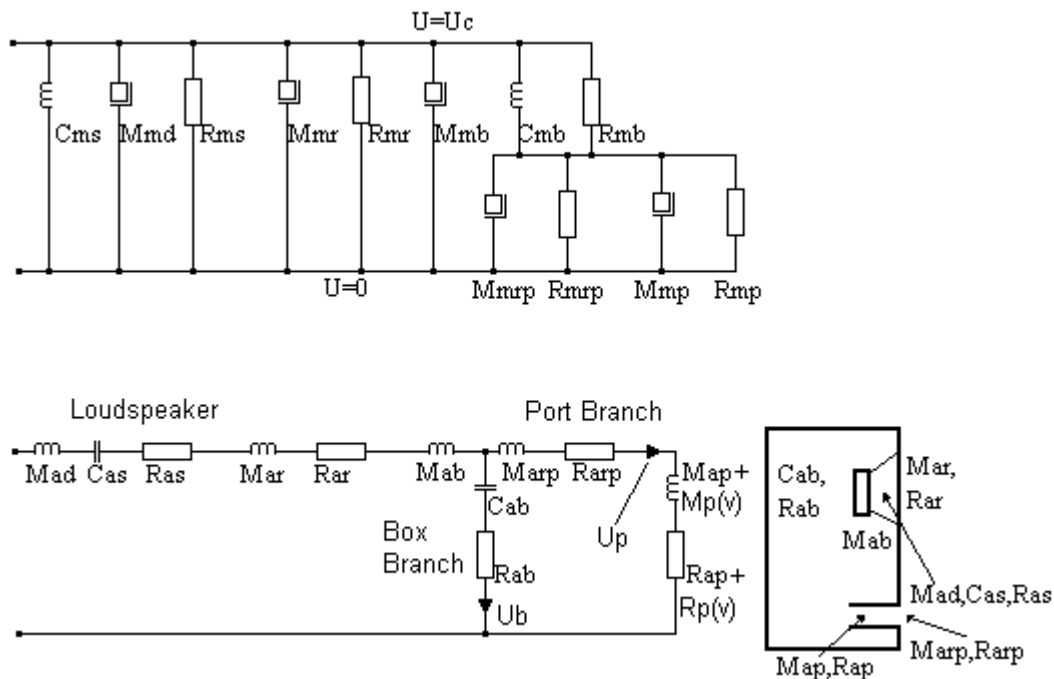 U=Uc
Cms
Mmd
Rms
Mmr
Rmr
Mmb
Cmb
Rmb
U=0
Mmrp
Rmrp
Mmp
Rmp
Loudspeaker
Port Branch
Mad
Cas
Ras
Mar
Rar
Mab
Marp
Rarp
Map+
Mp(v)
Cab
Up
Box
Branch
Rab
Rap+
Rp(v)
Ub
Cab,
Rab
Mar,
Rar
Mab
Mad,Cas,Ras
Marp,Rarp
Map,Rap